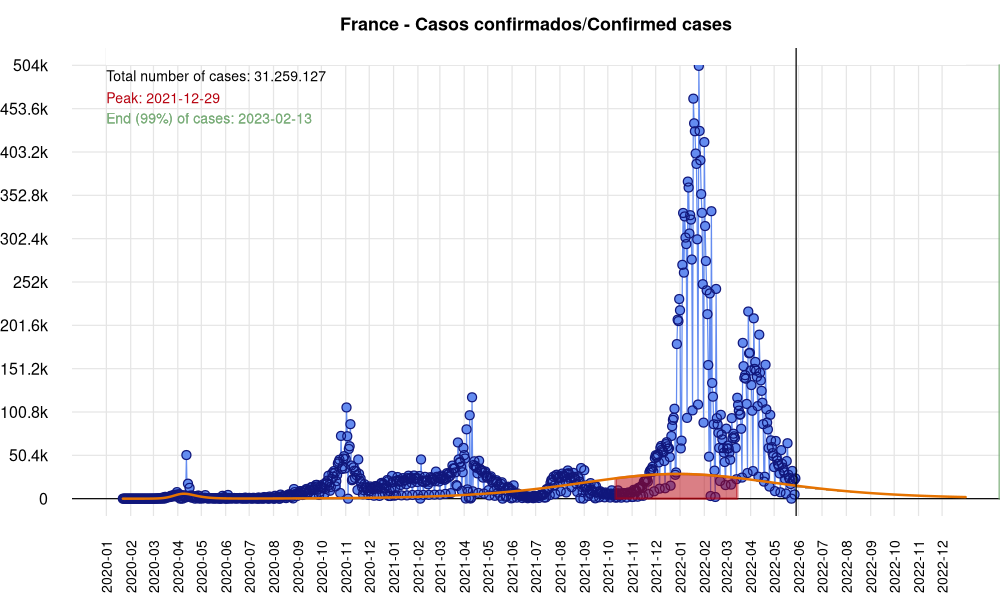 France - Casos confirmados/Confirmed cases
504k
453.6k
403.2k
352.8k
302.4k
252k
201.6k
151.2k
100.8k
50.4k
0
Total number of cases: 31.259.127
Peak: 2021-12-29
End (99%) of cases: 2023-02-13
2020-01
2020-02
2020-03
2020-04
2020-05
2020-06
2020-07
2020-08
2020-09
2020-10
2020-11
2020-12
2021-01
2021-02
2021-03
2021-04
2021-05
2021-06
2021-07
2021-08
2021-09
2021-10
2021-11
2021-12
2022-01
2022-02
2022-03
2022-04
2022-05
2022-06
2022-07
2022-08
2022-09
2022-10
2022-11
2022-12